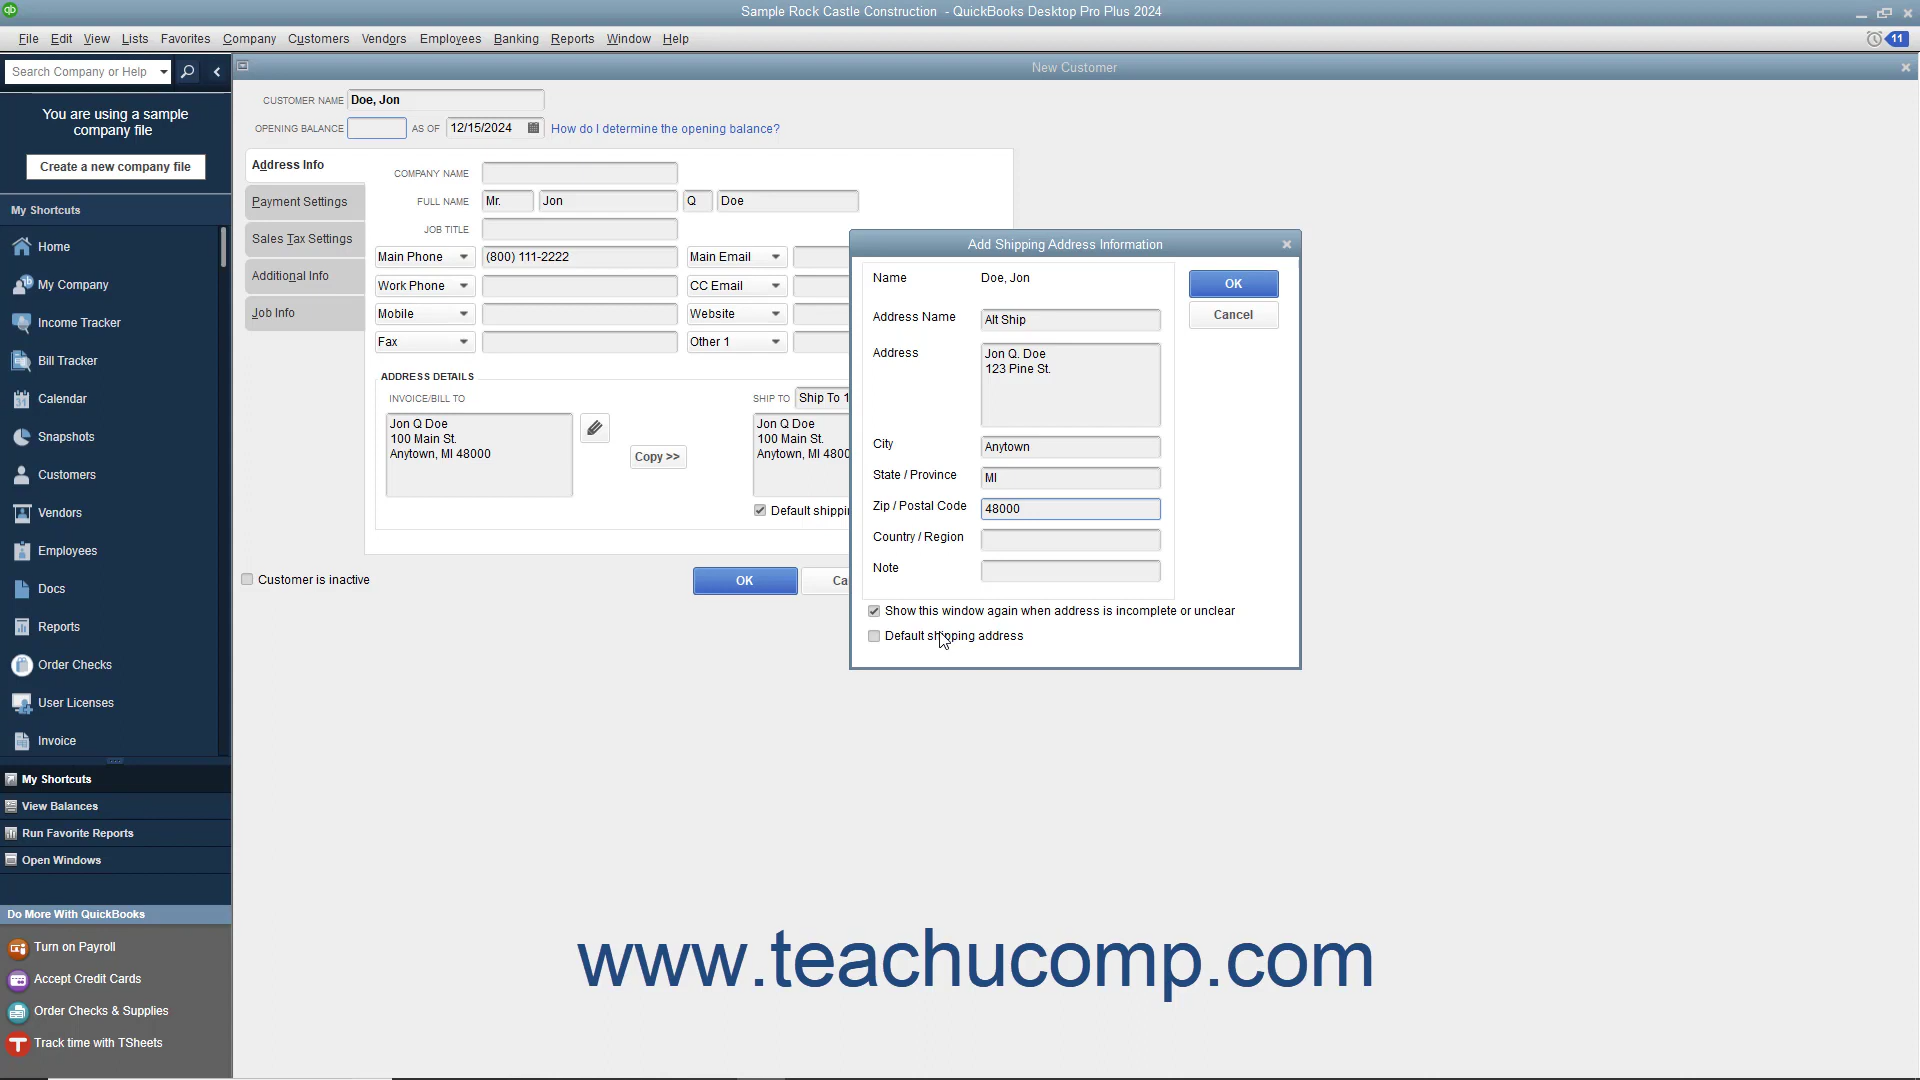 Sample Rock Castle Construction - QuickBooks Desktop Pro Plus 2024
File Edit View Lists Favorites Company Customers Vendors Employees Banking Reports Window Help
11
Search Company or Help
New Customer
You are using a sample
company file
Create a new company file
My Shortcuts
Home
My Company
Income Tracker
Bill Tracker
31
Calendar
Snapshots
Customers
Vendors
Employees
Docs
Reports
Order Checks
User Licenses
Invoice
My Shortcuts
View Balances
Run Favorite Reports
Open Windows
Do More With QuickBooks
Turn on Payroll
Accept Credit Cards
Order Checks & Supplies
Track time with TSheets
CUSTOMER NAME Doe, Jon
OPENING BALANCE AS OF 12/15/2024 How do I determine the opening balance?
Address Info
Payment Settings
Sales Tax Settings
Additional Info
Job Info
COMPANY NAME
FULL NAME Mr. Jon Q Doe
JOB TITLE
Main Phone (800) 111-2222 Main Email
Work Phone CC Email
Mobile Website
Fax Other 1
ADDRESS DETAILS
INVOICE/BILL TO
Jon Q Doe
100 Main St.
Anytown, MI 48000
Copy >>
SHIP TO Ship To 1
Jon Q Doe
100 Main St.
Anytown, MI 4800
Default shippin
Customer is inactive
OK
Ca
Add Shipping Address Information
Name Doe, Jon
Address Name Alt Ship
Address Jon Q. Doe
123 Pine St.
City Anytown
State / Province MI
Zip / Postal Code 48000
Country / Region
Note
OK
Cancel
Show this window again when address is incomplete or unclear
Default shipping address
www.teachucomp.com